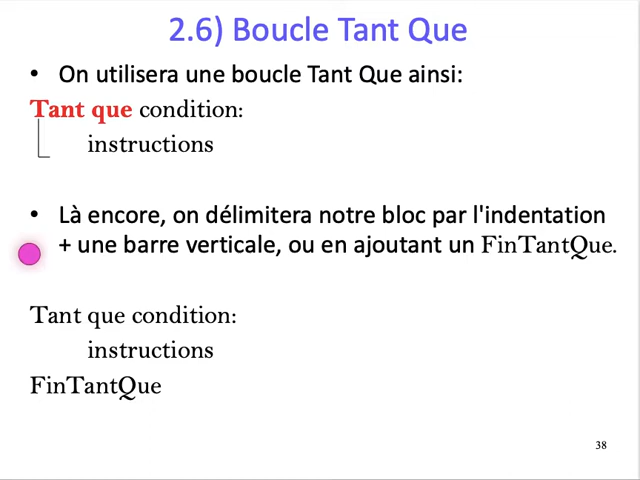 2.6) Boucle Tant Que
• On utilisera une boucle Tant Que ainsi:
Tant que condition:
instructions
• Là encore, on délimitera notre bloc par l'indentation
+ une barre verticale, ou en ajoutant un FinTantQue.
Tant que condition:
instructions
FinTantQue
38